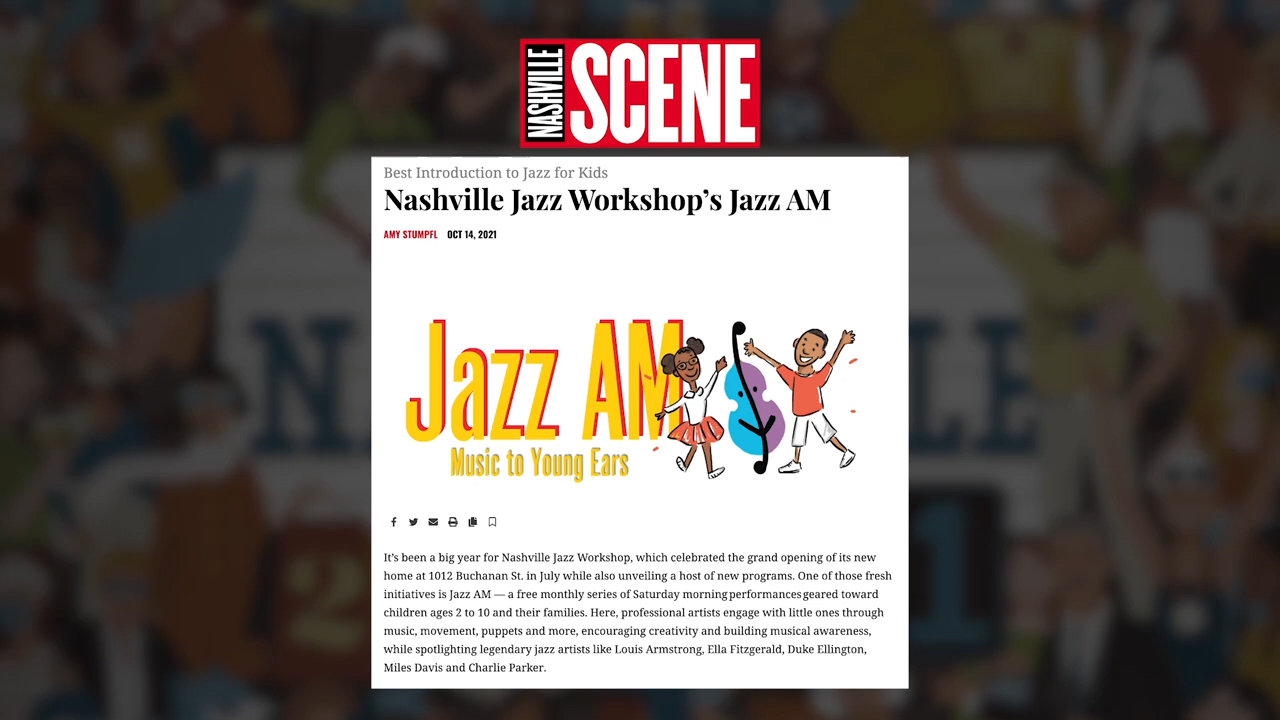 NASHVILLE SCENE
Best Introduction to Jazz for Kids
Nashville Jazz Workshop’s Jazz AM
AMY STUMPFL OCT 14, 2021
Jazz AM
Music to Young Ears
It’s been a big year for Nashville Jazz Workshop, which celebrated the grand opening of its new
home at 1012 Buchanan St. in July while also unveiling a host of new programs. One of those fresh
initiatives is Jazz AM — a free monthly series of Saturday morning performances geared toward
children ages 2 to 10 and their families. Here, professional artists engage with little ones through
music, movement, puppets and more, encouraging creativity and building musical awareness,
while spotlighting legendary jazz artists like Louis Armstrong, Ella Fitzgerald, Duke Ellington,
Miles Davis and Charlie Parker.